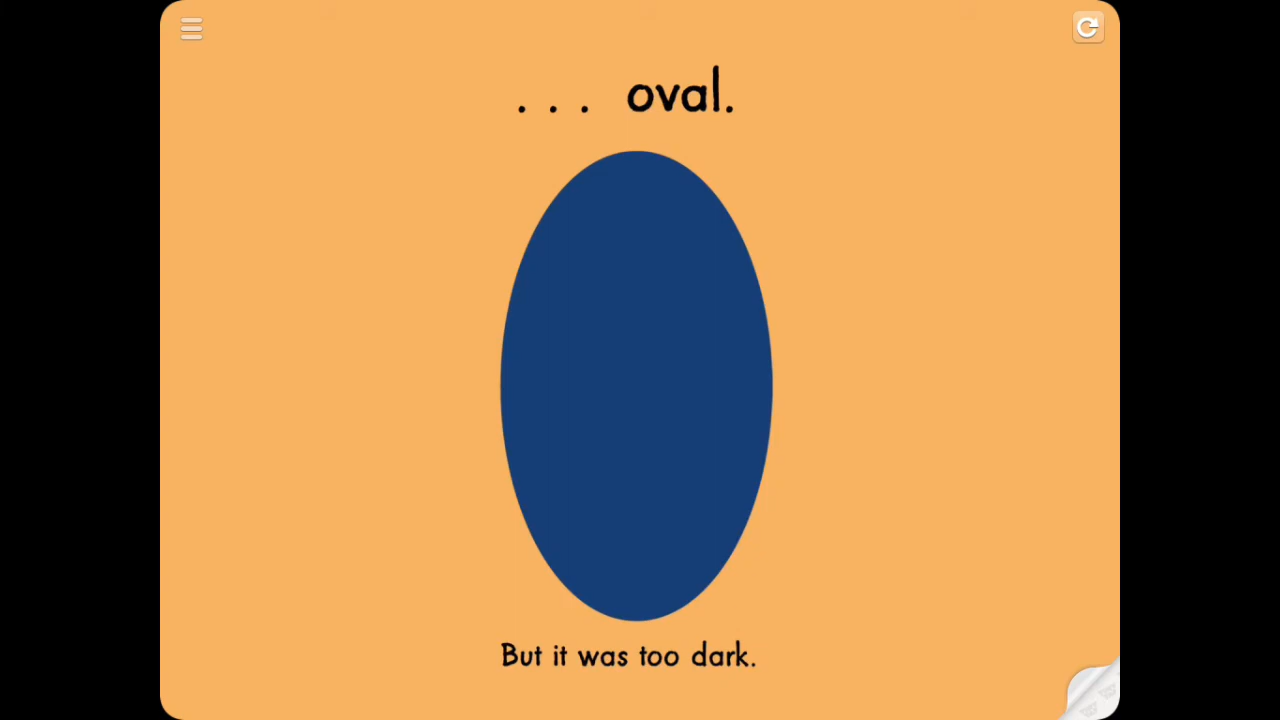 . . . oval.
But it was too dark.